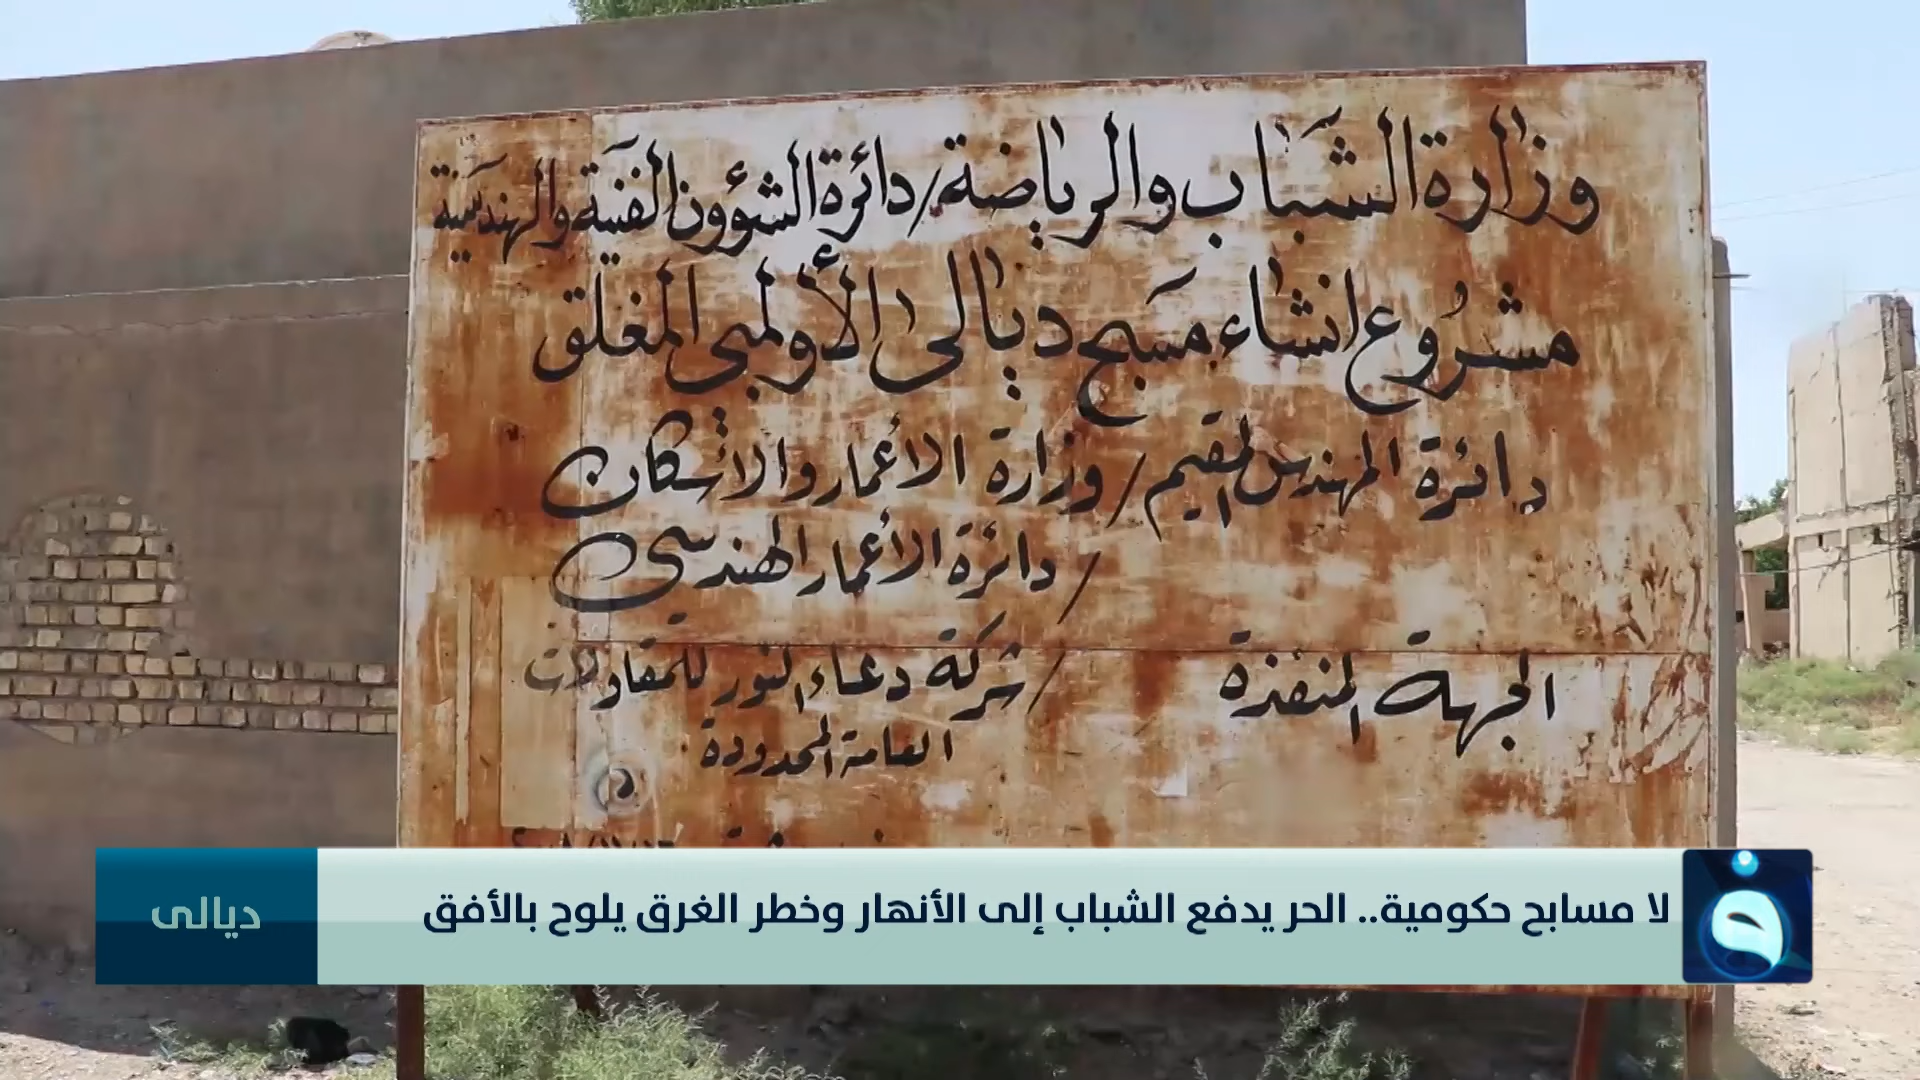 وزارة الشباب والرياضة/دائرة الشؤون الفنية والهندسية
مشروع انشاء مسبح ديالى الأولمبي المغلق
دائرة المهندس المقيم/وزارة الاعمار والاسكان
/دائرة الأعمار الهندسي
الجهة المنفذة /شركة دعاء النور للمقاولات
العامة المحدودة
لا مسابح حكومية.. الحر يدفع الشباب إلى الأنهار وخطر الغرق يلوح بالأفق
ديالى